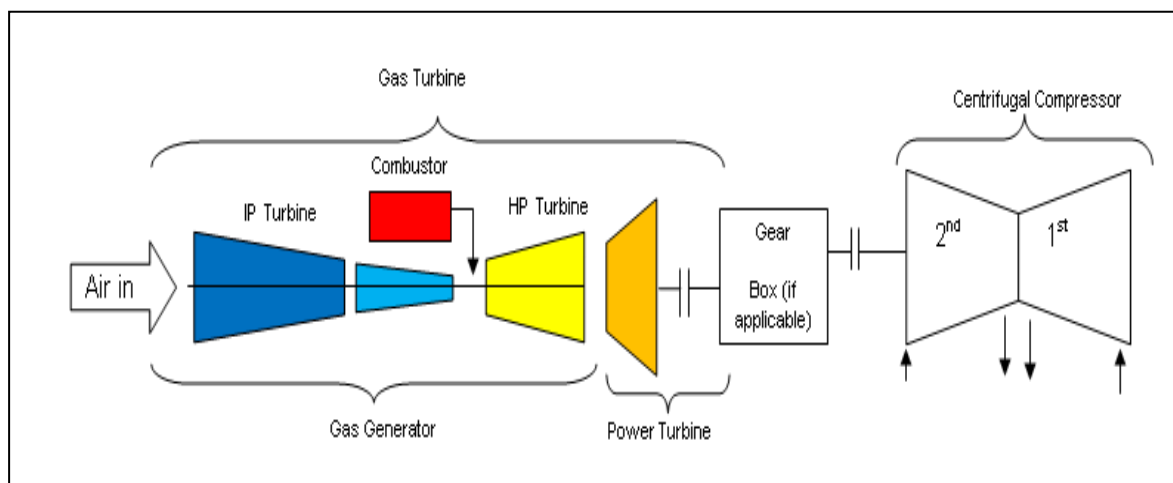 Gas Turbine
Centrifugal Compressor
Combustor
IP Turbine
HP Turbine
Air in
Gear
Box (if
applicable)
2nd
1st
Gas Generator
Power Turbine